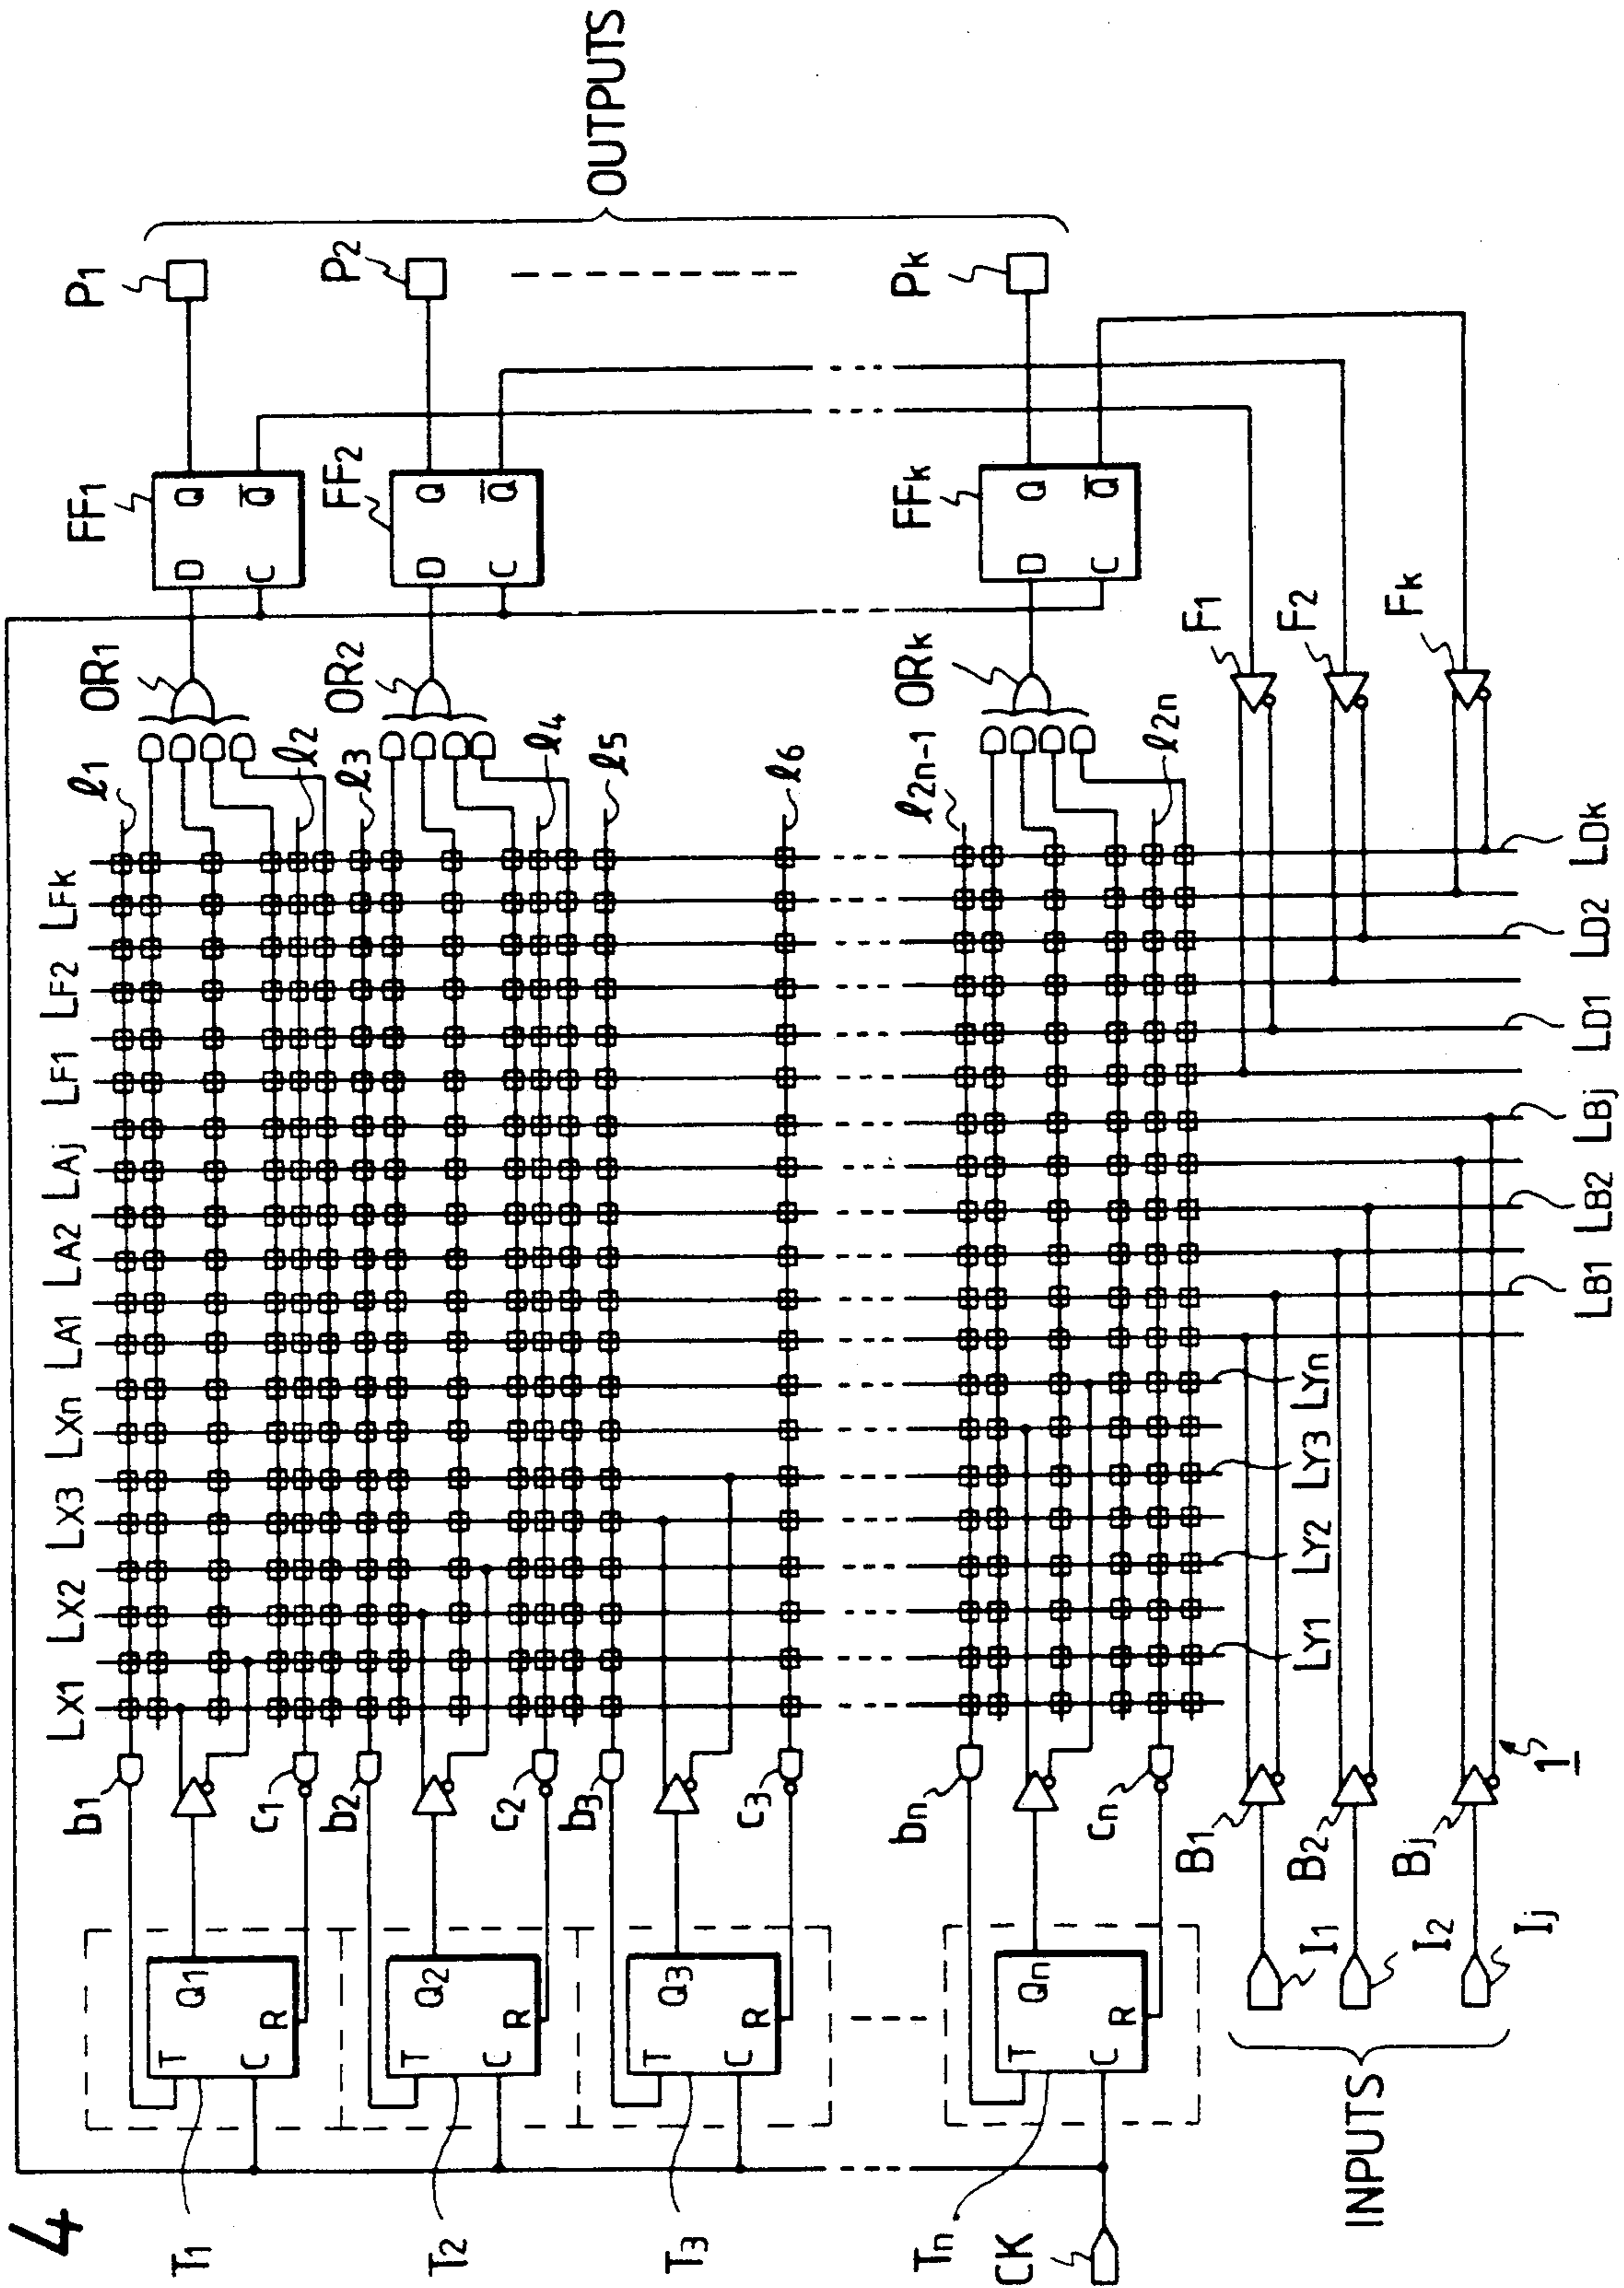 4
LX1 LX2 LX3 LXn LA1 LA2 LAj LF1 LF2 LFk
T1
T
C
Q1
R
b1
c1
ℓ1
ℓ2
OR1
FF1
D
C
Q
Q̅
P1
T2
T
C
Q2
R
b2
c2
ℓ3
ℓ4
OR2
FF2
D
C
Q
Q̅
P2
T3
T
C
Q3
R
b3
c3
ℓ5
ℓ6
OUTPUTS
Tn
T
C
Qn
R
bn
cn
ℓ2n-1
ℓ2n
ORk
FFk
D
C
Q
Q̅
Pk
CK
LY1 LY2 LY3 LYn
INPUTS
I1
B1
F1
I2
B2
F2
Ij
Bj
Fk
1
LB1 LB2 LBj LD1 LD2 LDk